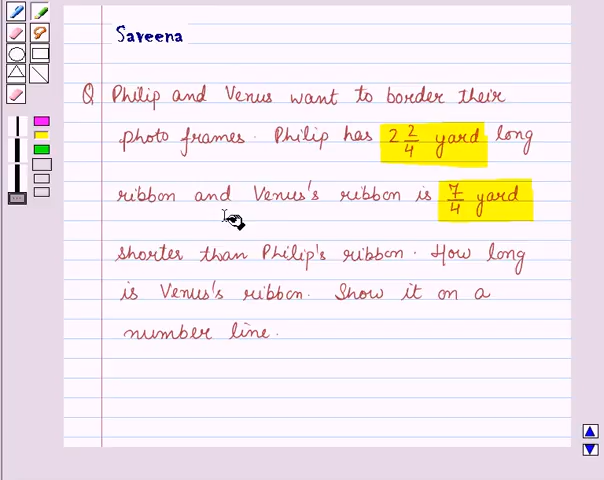 Saveena
Q Philip and Venus want to border their
photo frames. Philip has 2 2/4 yard long
ribbon and Venus's ribbon is 7/4 yard
shorter than Philip's ribbon. How long
is Venus's ribbon. Show it on a
number line.